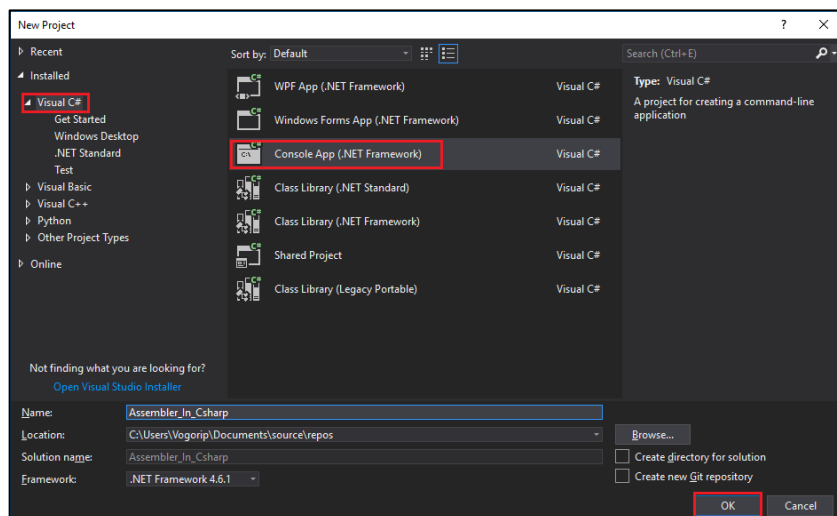 New Project
Recent
Installed
Visual C#
Get Started
Windows Desktop
.NET Standard
Test
Visual Basic
Visual C++
Python
Other Project Types
Online
Not finding what you are looking for?
Open Visual Studio Installer
Sort by: Default
WPF App (.NET Framework) Visual C#
Windows Forms App (.NET Framework) Visual C#
Console App (.NET Framework) Visual C#
Class Library (.NET Standard) Visual C#
Class Library (.NET Framework) Visual C#
Shared Project Visual C#
Class Library (Legacy Portable) Visual C#
Search (Ctrl+E)
Type: Visual C#
A project for creating a command-line
application
Name: Assembler_In_Csharp
Location: C:\Users\Vogorip\Documents\source\repos
Browse...
Solution name: Assembler_In_Csharp
Create directory for solution
Framework: .NET Framework 4.6.1
Create new Git repository
OK Cancel